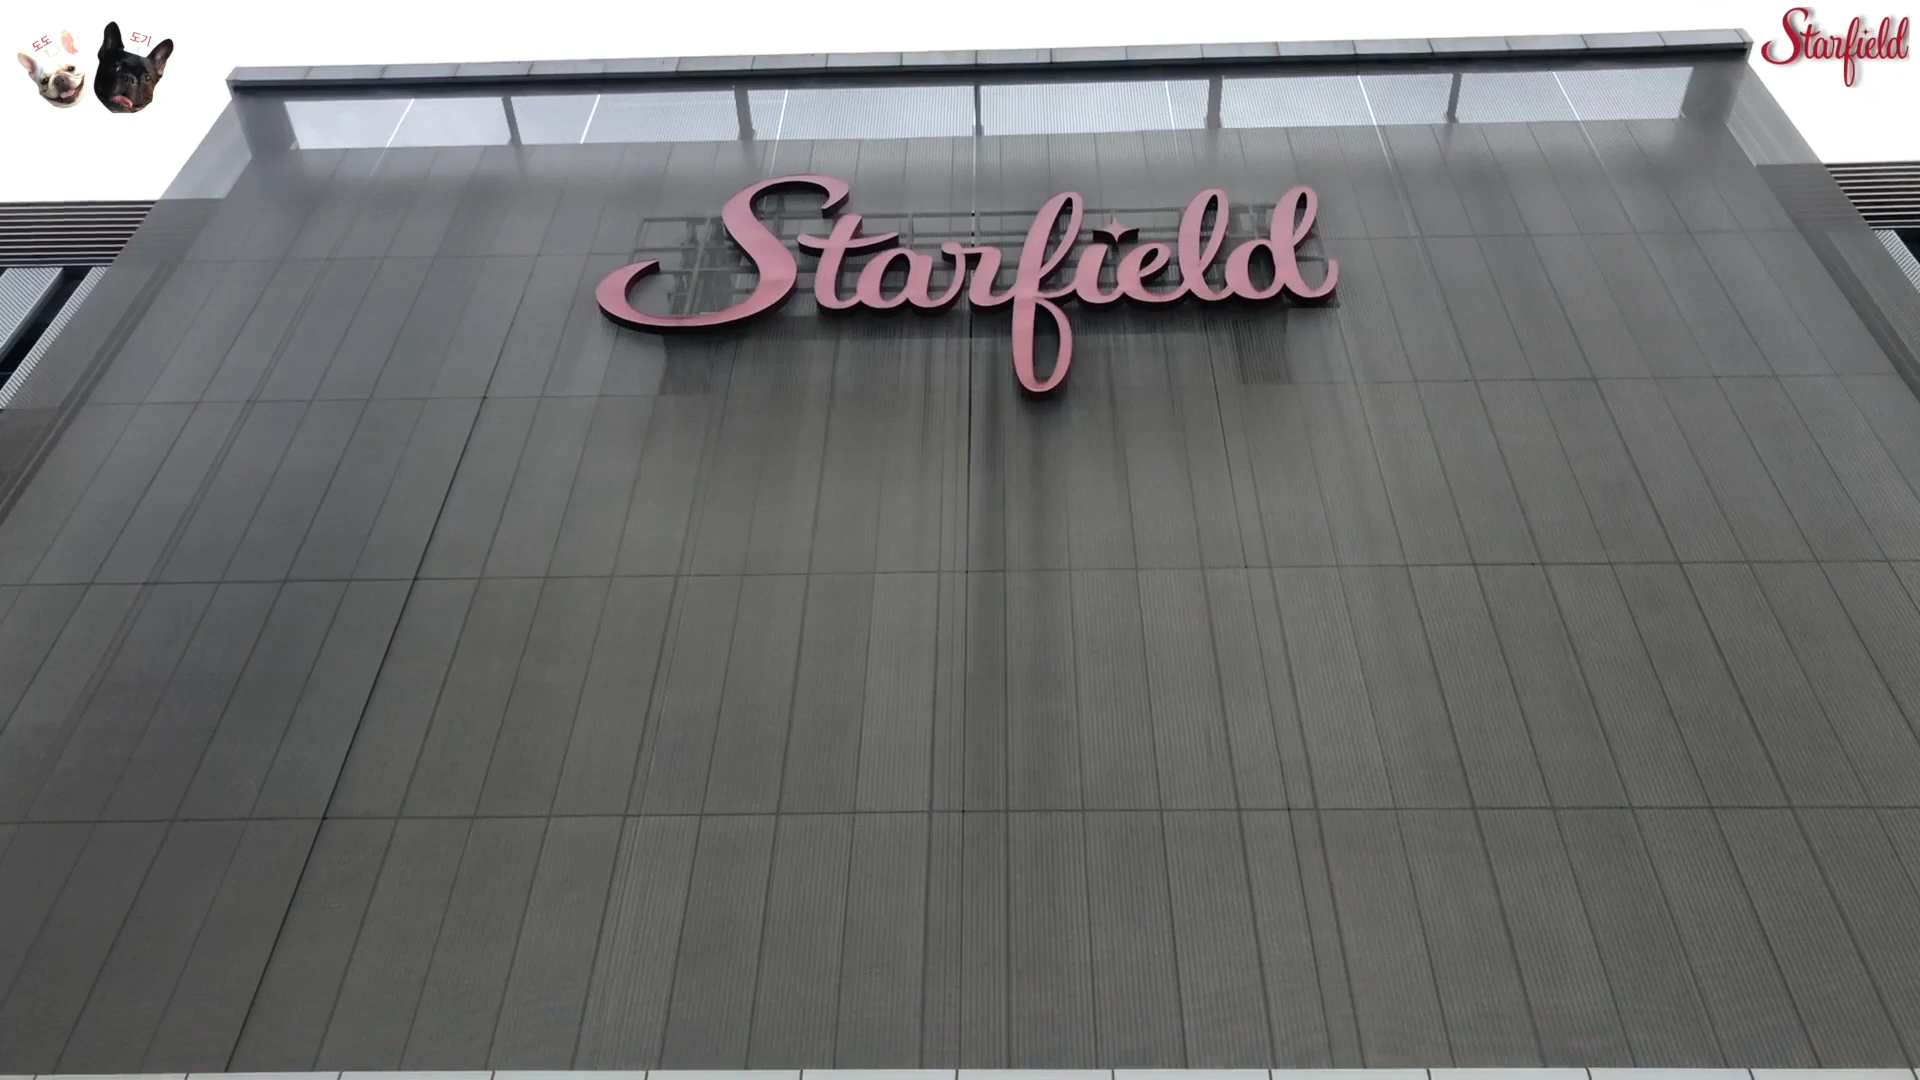 도도 도기
Starfield
Starfield